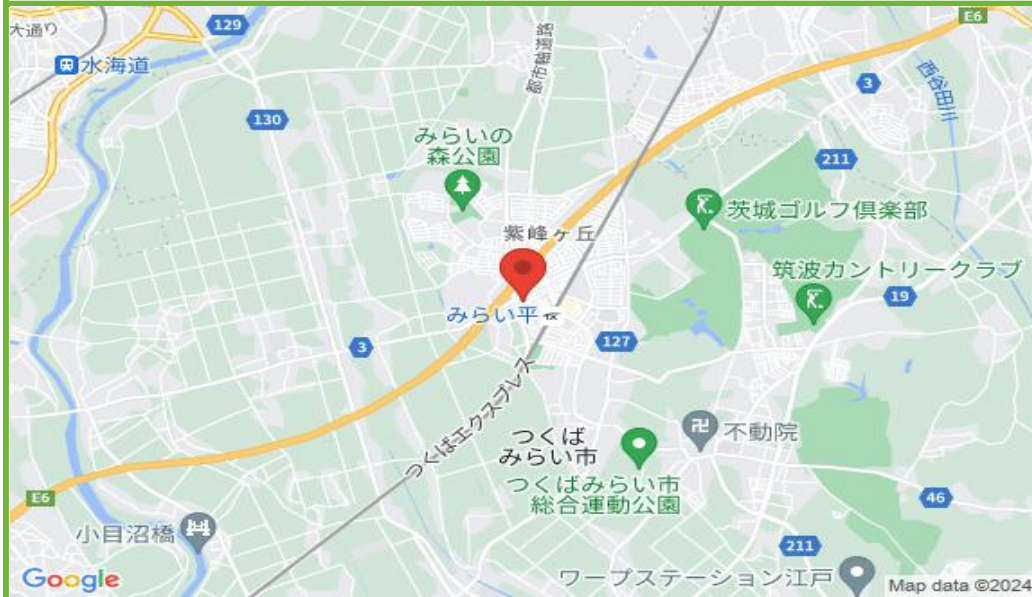 大通り
129
E6
水海道
都市軸道路
3
西谷田川
130
みらいの
森公園
211
茨城ゴルフ倶楽部
紫峰ヶ丘
筑波カントリークラブ
19
みらい平
3
127
つくばエクスプレス
不動院
つくば
みらい市
つくばみらい市
総合運動公園
E6
46
小目沼橋
211
ワープステーション江戸
Google
Map data ©2024